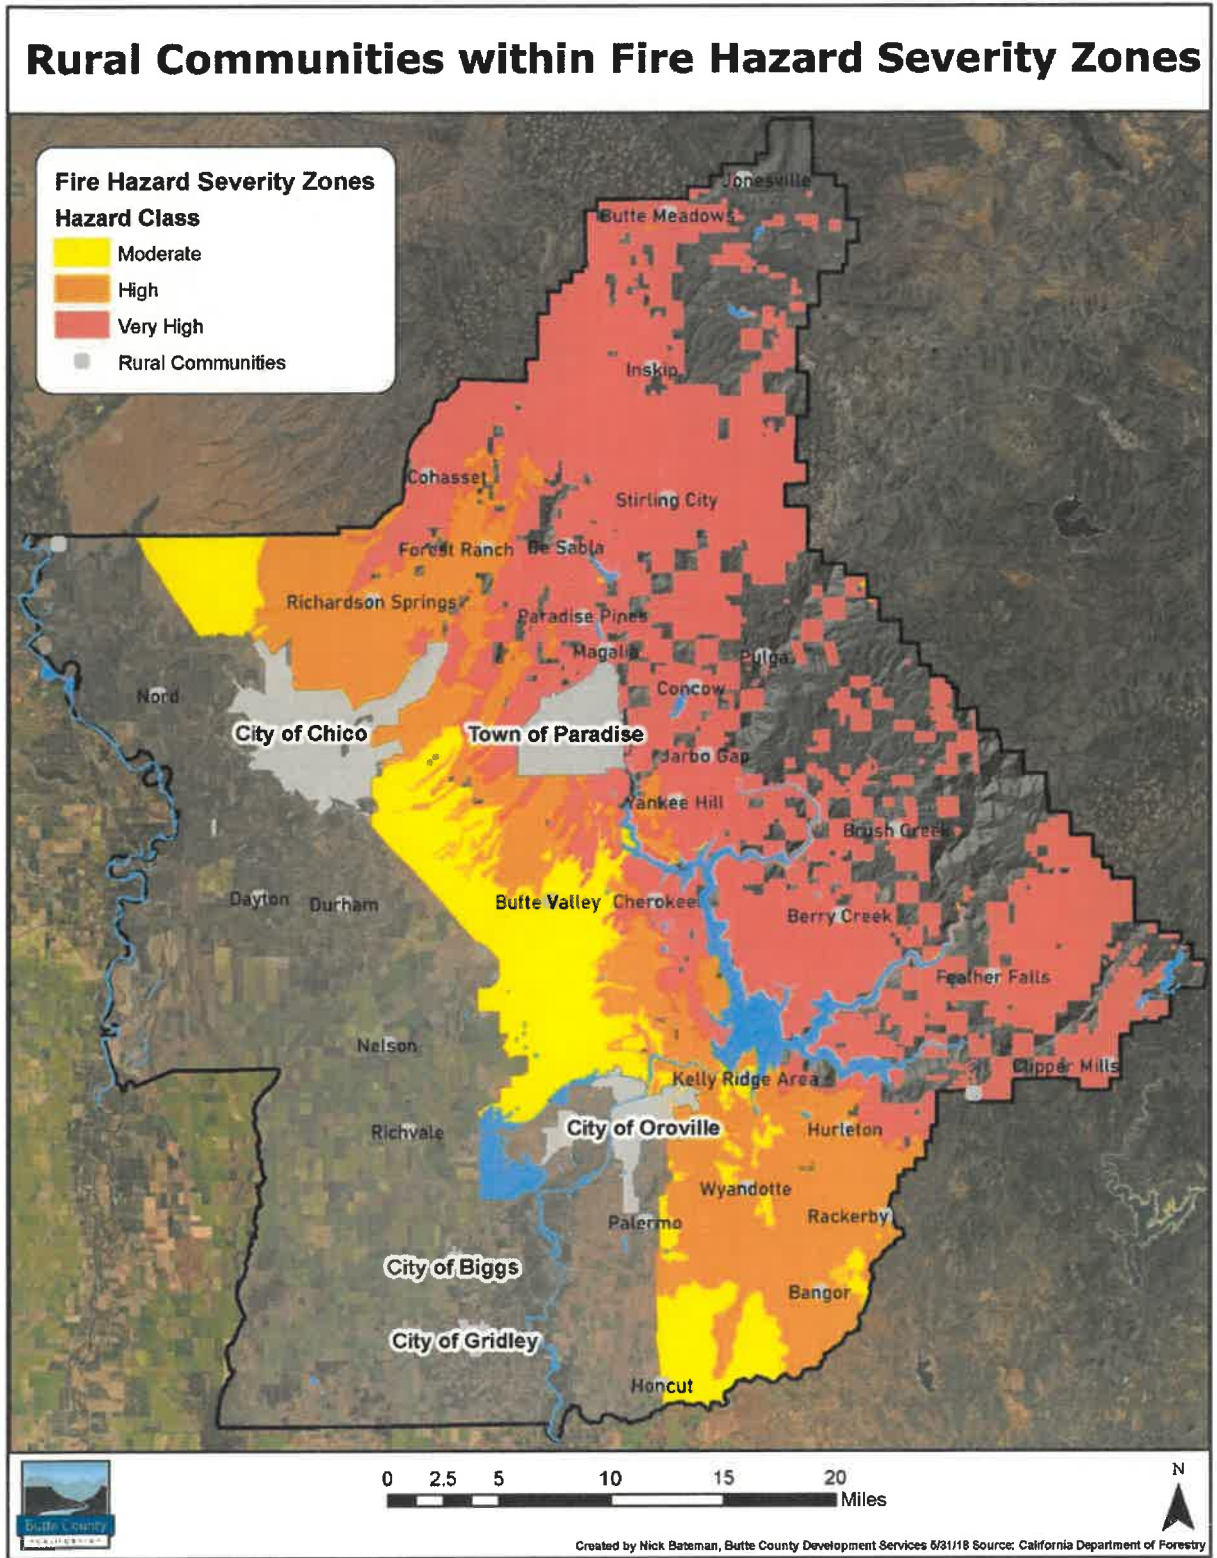 Rural Communities within Fire Hazard Severity Zones
Fire Hazard Severity Zones
Hazard Class
Moderate
High
Very High
Rural Communities
Jonesville
Butte Meadows
Inskip
Cohasset
Stirling City
Forest Ranch
De Sabla
Richardson Springs
Paradise Pines
Magalia
Pulga
Concow
Nord
City of Chico
Town of Paradise
Jarbo Gap
Yankee Hill
Brush Creek
Dayton
Durham
Butte Valley
Cherokee
Berry Creek
Feather Falls
Nelson
Clipper Mills
Kelly Ridge Area
City of Oroville
Richvale
Hurleton
Wyandotte
Palermo
Rackerby
City of Biggs
Bangor
City of Gridley
Honcut
0 2.5 5 10 15 20
Miles
N
Butte County
Created by Nick Bateman, Butte County Development Services 5/31/18 Source: California Department of Forestry